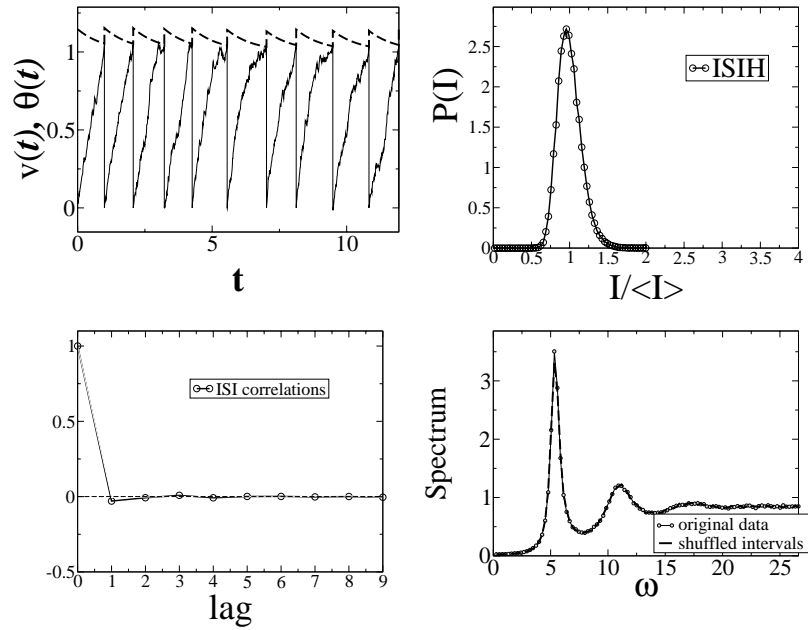 v(t), θ(t)
1
0.5
0
0 5 10
t
P(I)
2.5
2
1.5
1
0.5
0
0 0.5 1 1.5 2 2.5 3 3.5 4
I/<I>
ISIH
1
0.5
0
-0.5
0 1 2 3 4 5 6 7 8 9
lag
ISI correlations
Spectrum
3
2
1
0
0 5 10 15 20 25
ω
original data
shuffled intervals